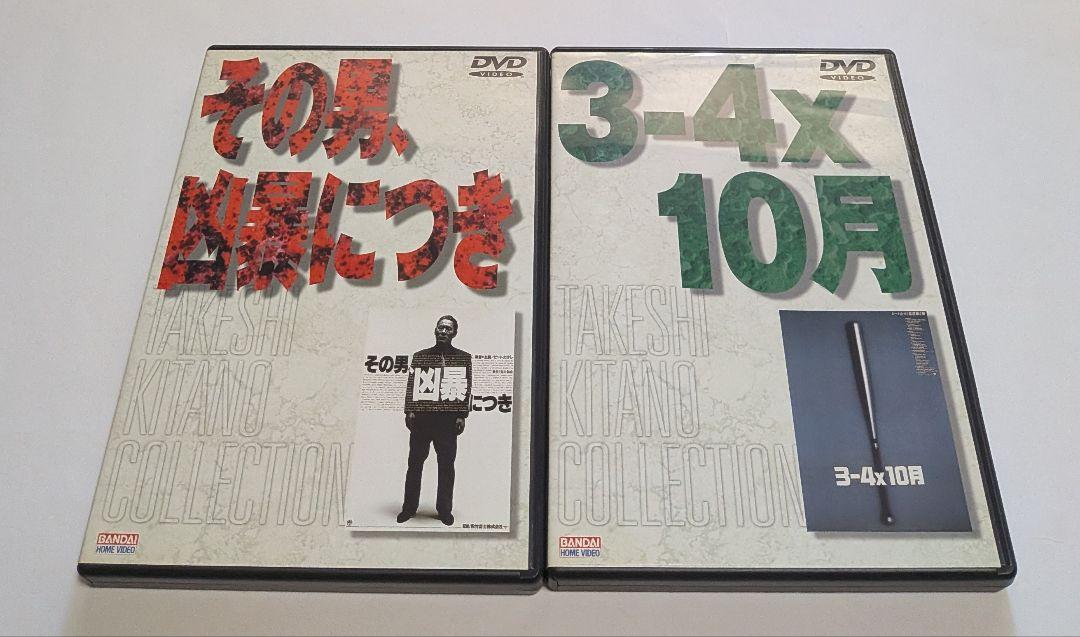 DVD
VIDEO
その男、
凶暴につき
TAKESHI
KITANO
COLLECTION
その男、
凶暴
につき
BANDAI
HOME VIDEO
DVD
VIDEO
3-4x
10月
TAKESHI
KITANO
COLLECTION
3-4x10月
BANDAI
HOME VIDEO